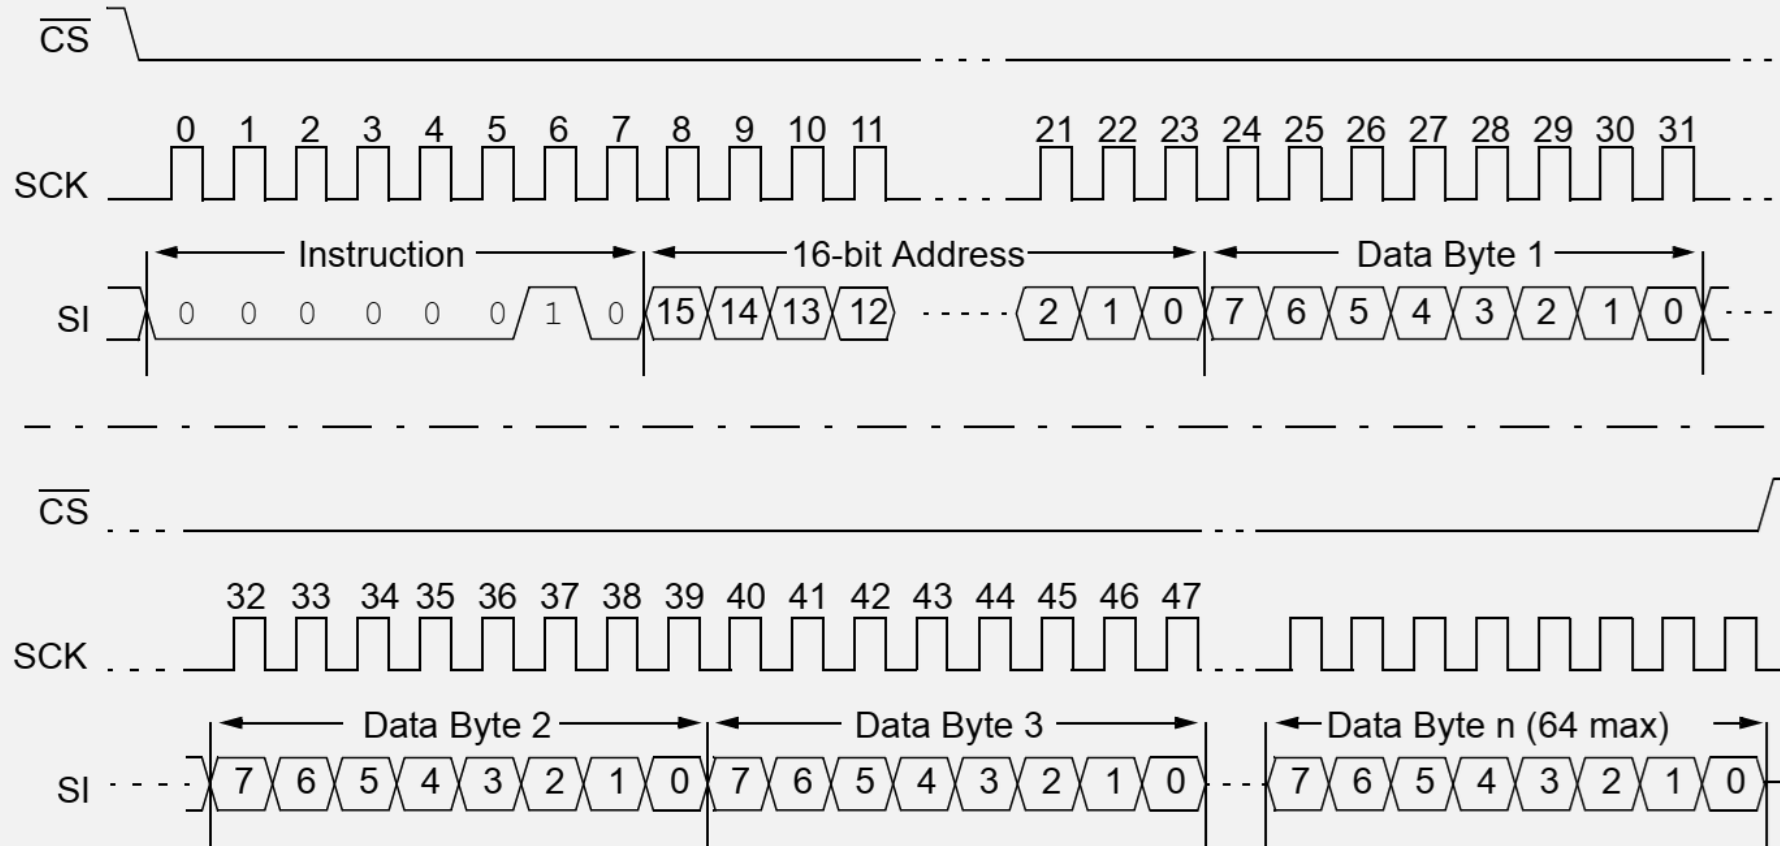 CS
0 1 2 3 4 5 6 7 8 9 10 11 21 22 23 24 25 26 27 28 29 30 31
SCK
Instruction 16-bit Address Data Byte 1
SI 0 0 0 0 0 0 1 0 15 14 13 12 2 1 0 7 6 5 4 3 2 1 0
CS
32 33 34 35 36 37 38 39 40 41 42 43 44 45 46 47
SCK
Data Byte 2 Data Byte 3 Data Byte n (64 max)
SI 7 6 5 4 3 2 1 0 7 6 5 4 3 2 1 0 7 6 5 4 3 2 1 0